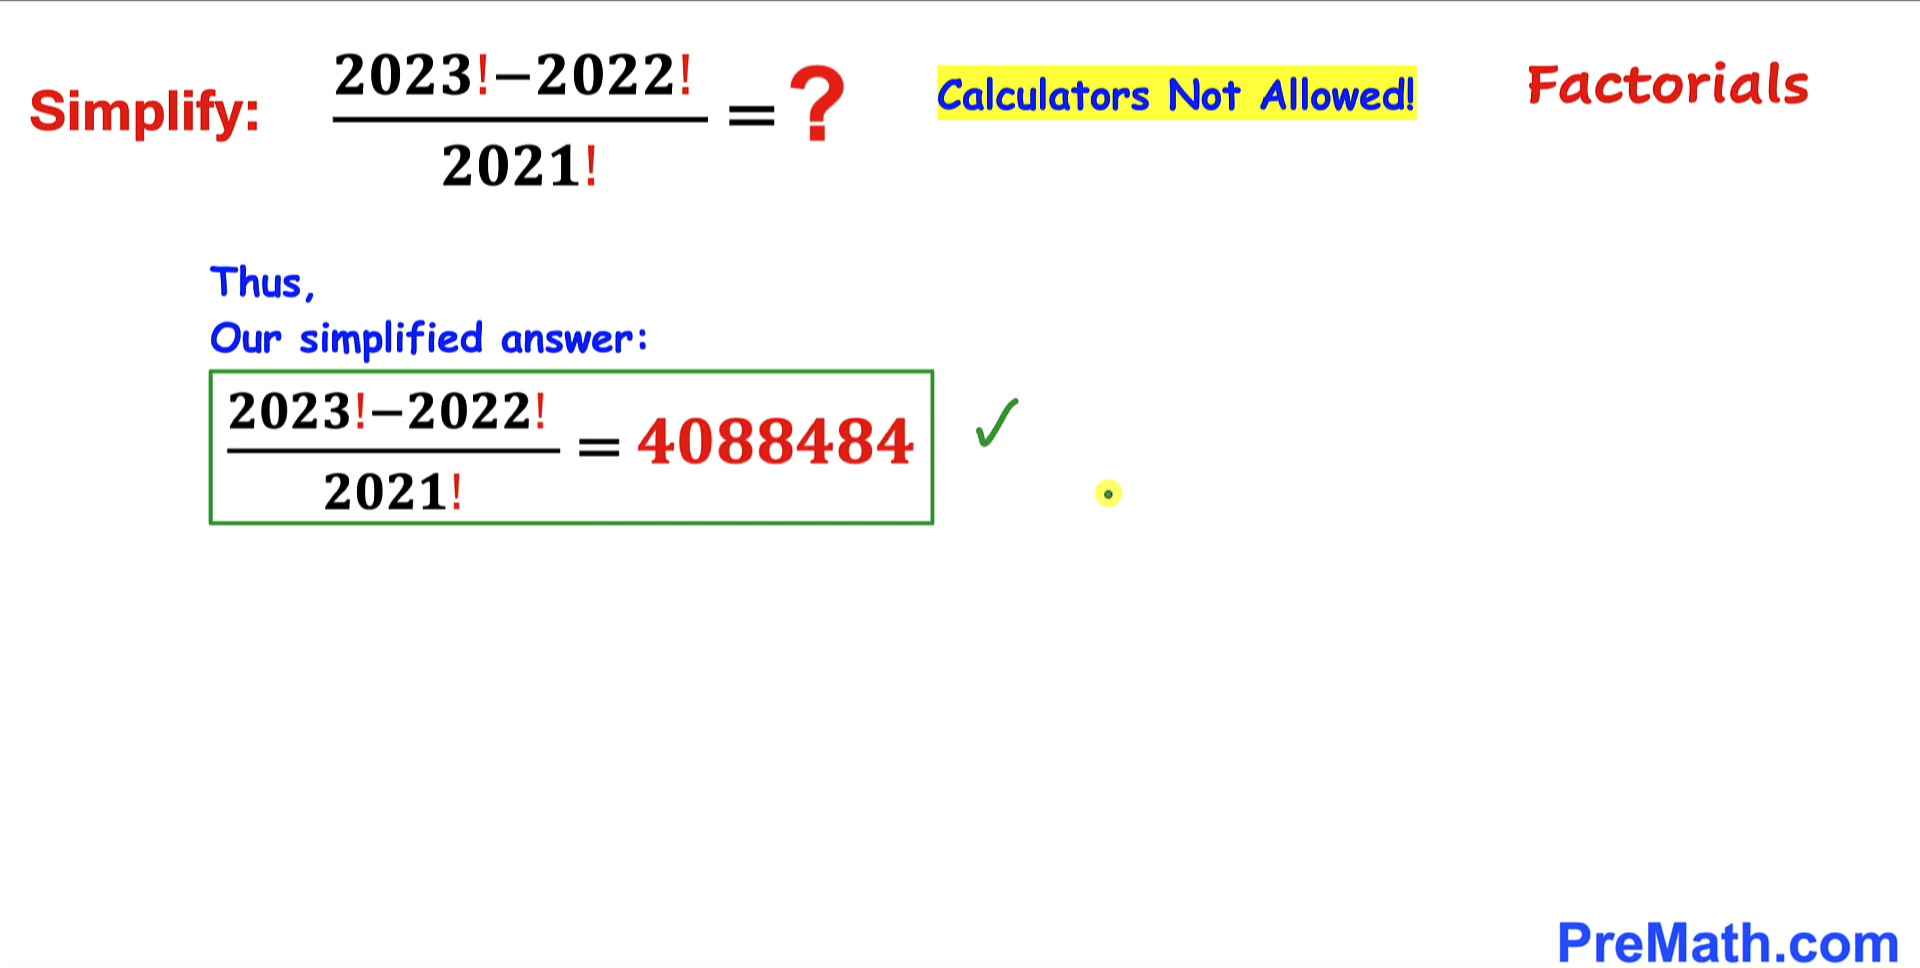 Simplify: 2023!−2022! / 2021! = ?
Calculators Not Allowed!
Factorials
Thus,
Our simplified answer:
2023!−2022! / 2021! = 4088484 ✓
PreMath.com